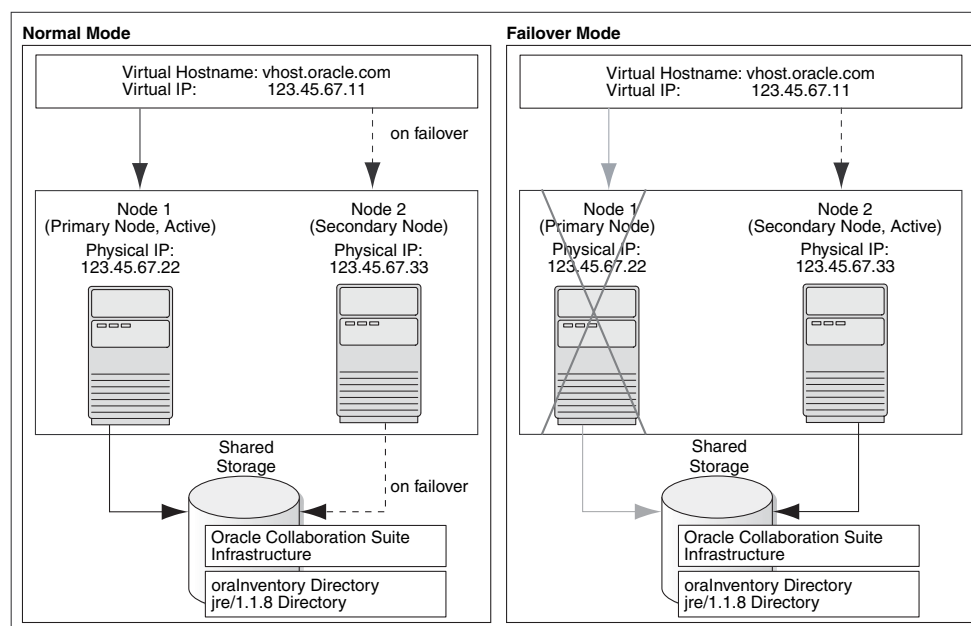 Normal Mode
Virtual Hostname: vhost.oracle.com
Virtual IP: 123.45.67.11
on failover
Node 1
(Primary Node, Active)
Physical IP:
123.45.67.22
Node 2
(Secondary Node)
Physical IP:
123.45.67.33
Shared
Storage
on failover
Oracle Collaboration Suite
Infrastructure
oraInventory Directory
jre/1.1.8 Directory
Failover Mode
Virtual Hostname: vhost.oracle.com
Virtual IP: 123.45.67.11
Node 1
(Primary Node)
Physical IP:
123.45.67.22
Node 2
(Secondary Node, Active)
Physical IP:
123.45.67.33
Shared
Storage
Oracle Collaboration Suite
Infrastructure
oraInventory Directory
jre/1.1.8 Directory